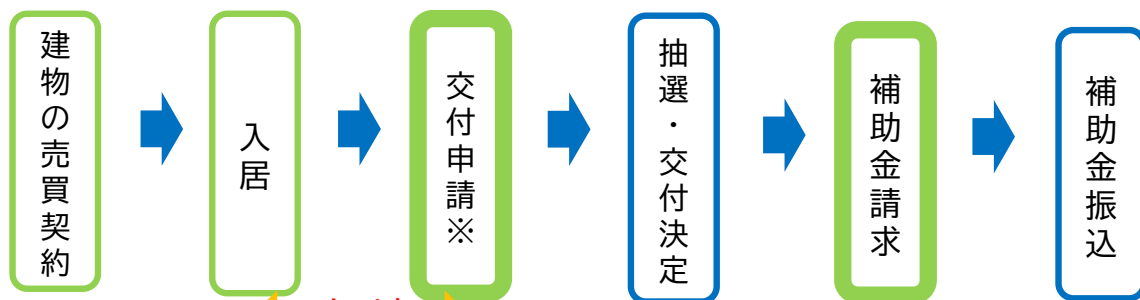 建物の売買契約
入居
交付申請※
抽選・交付決定
補助金請求
補助金振込